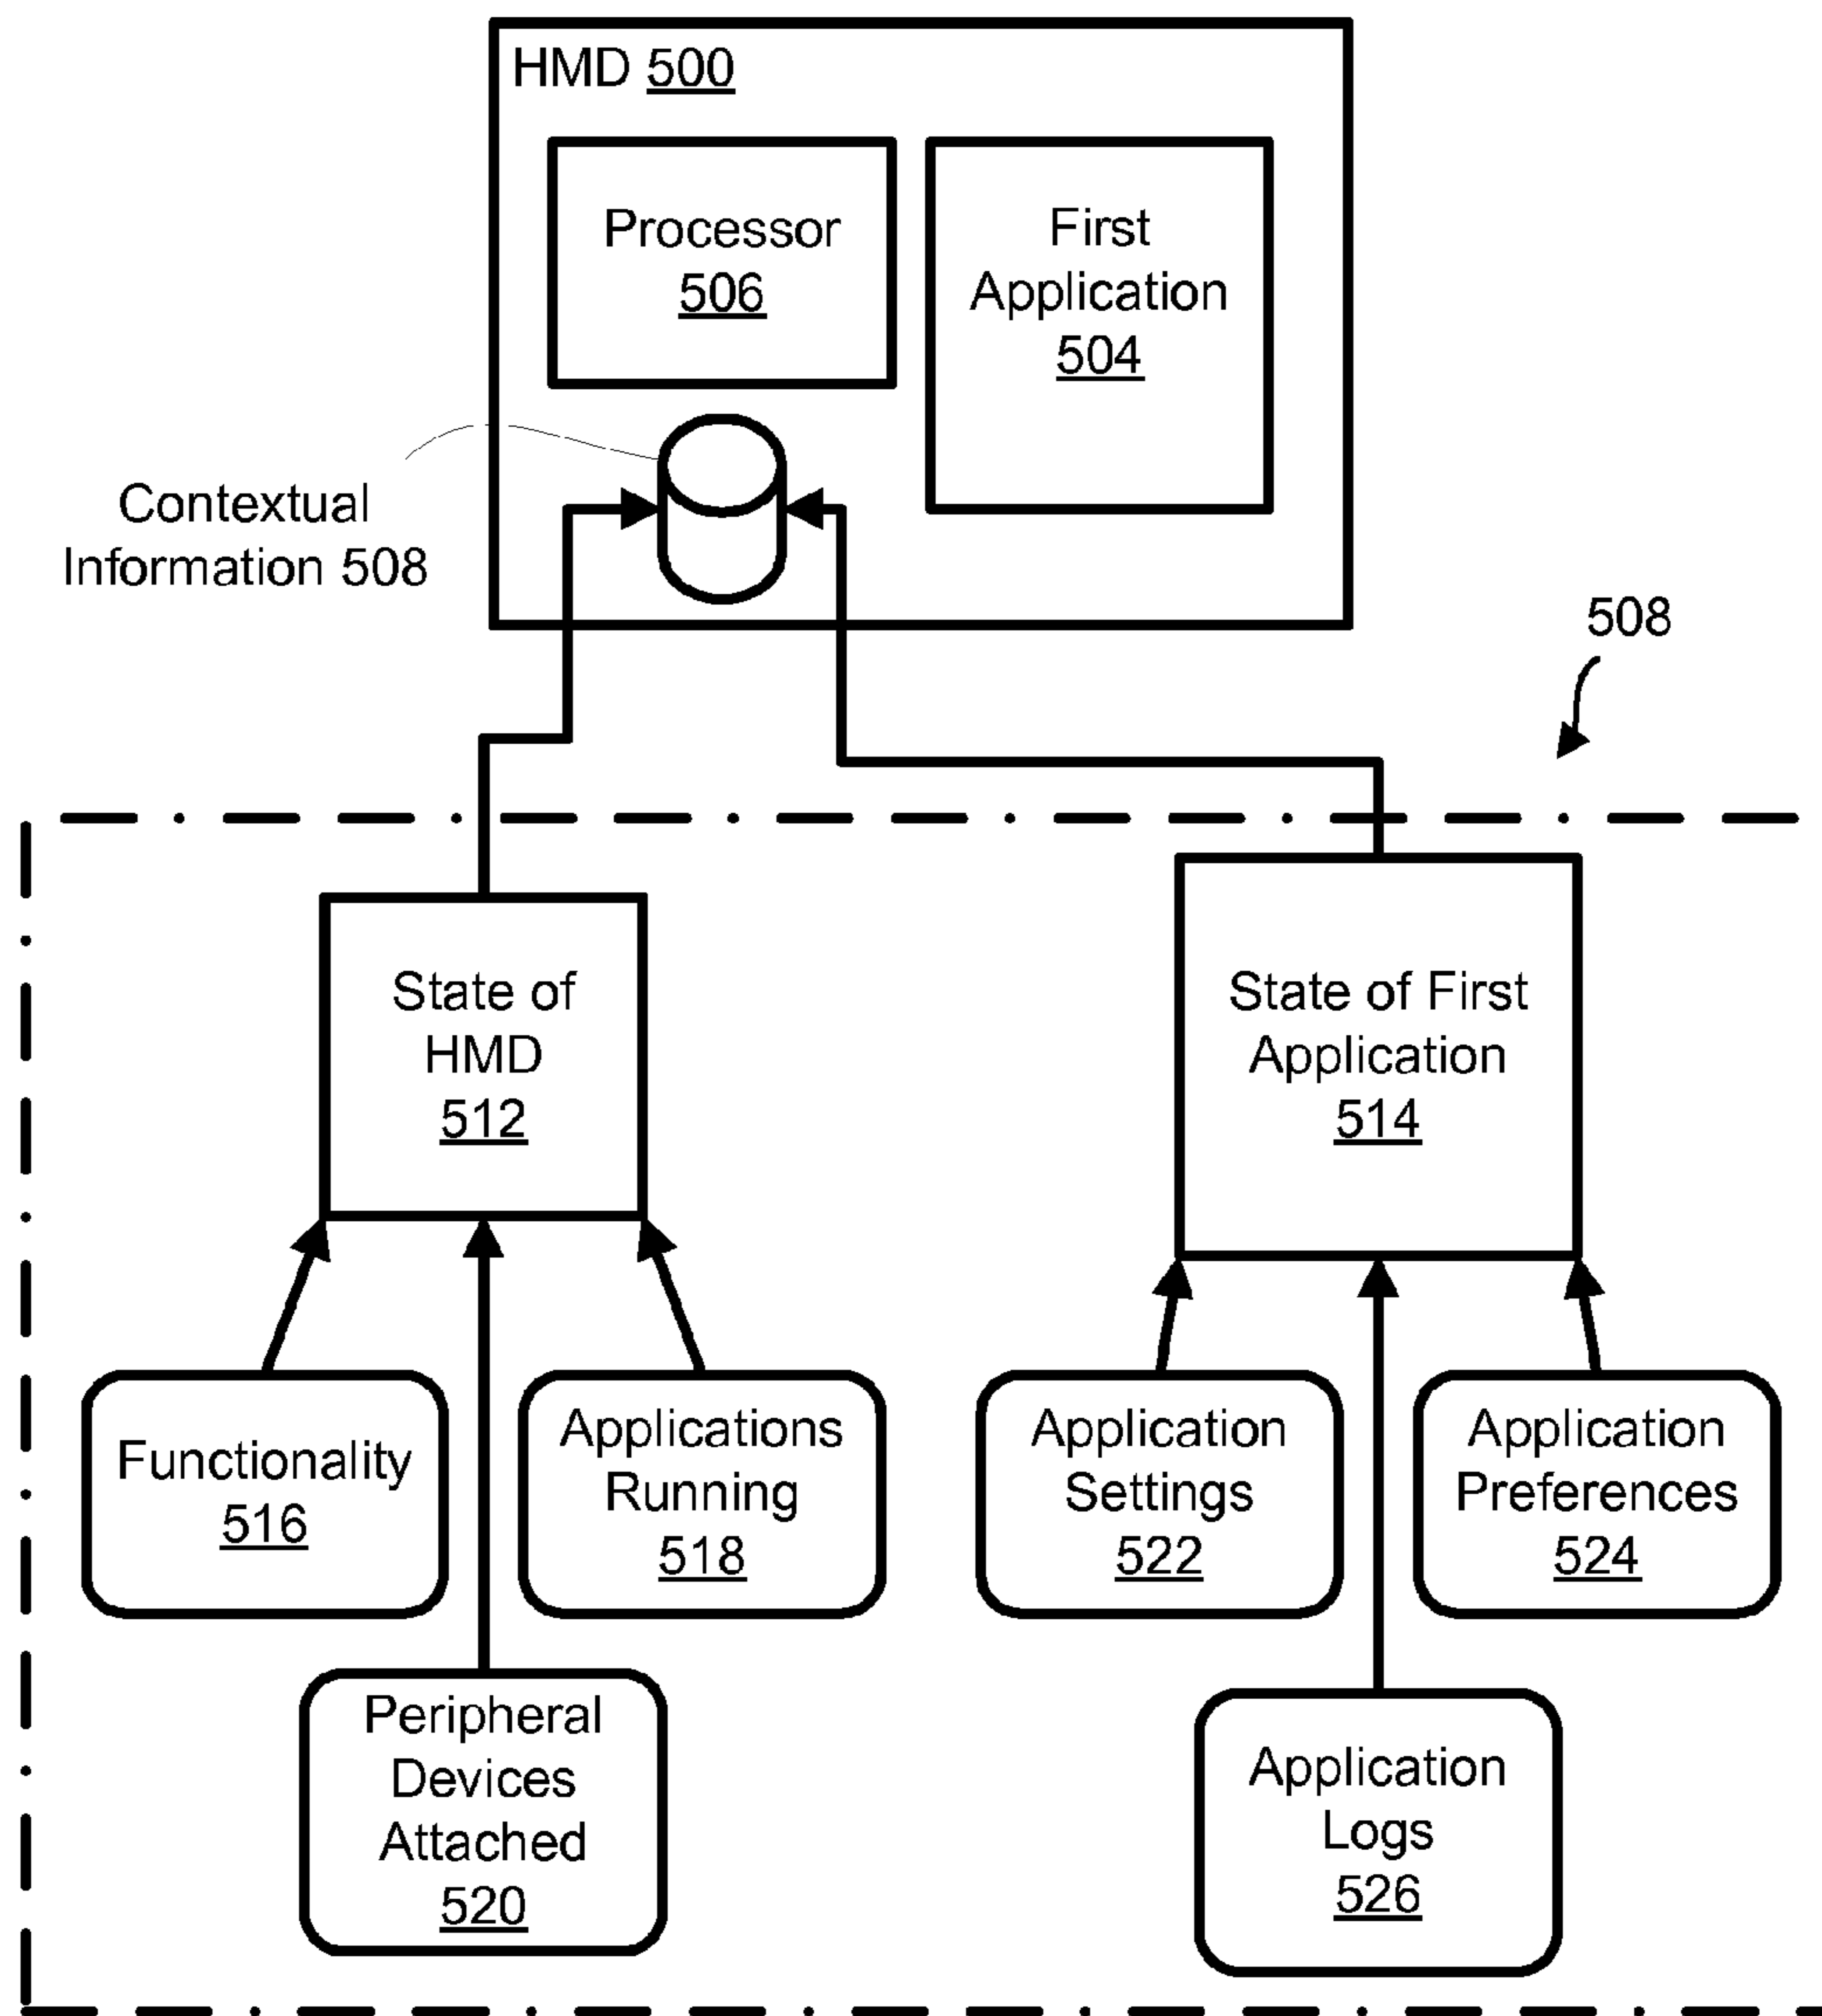 HMD 500
Processor
506
First
Application
504
Contextual
Information 508
508
State of
HMD
512
State of First
Application
514
Functionality
516
Applications
Running
518
Application
Settings
522
Application
Preferences
524
Peripheral
Devices
Attached
520
Application
Logs
526